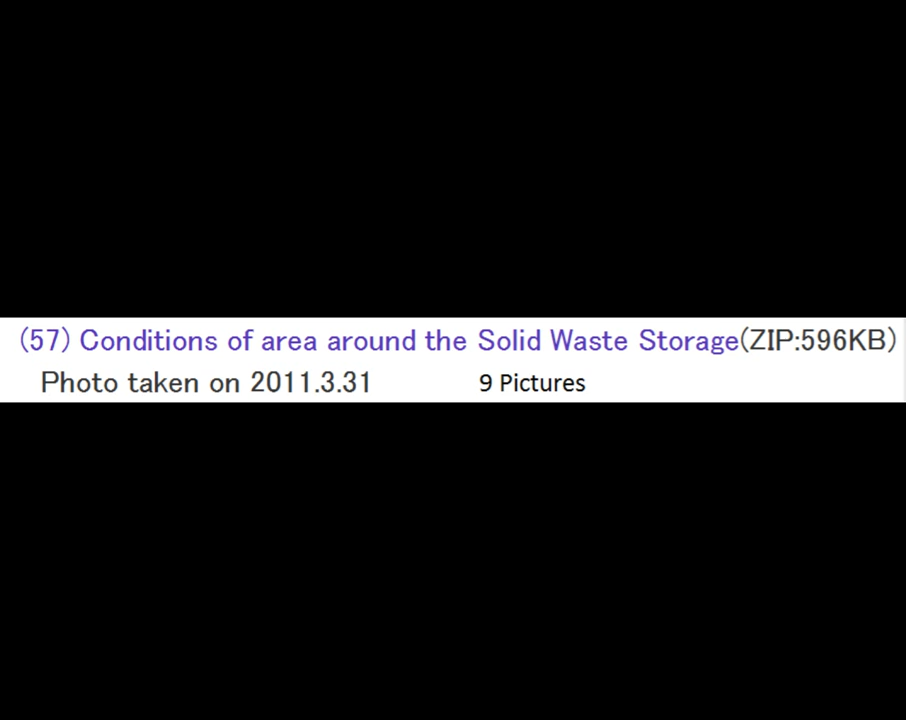 (57) Conditions of area around the Solid Waste Storage(ZIP:596KB)
Photo taken on 2011.3.31 9 Pictures